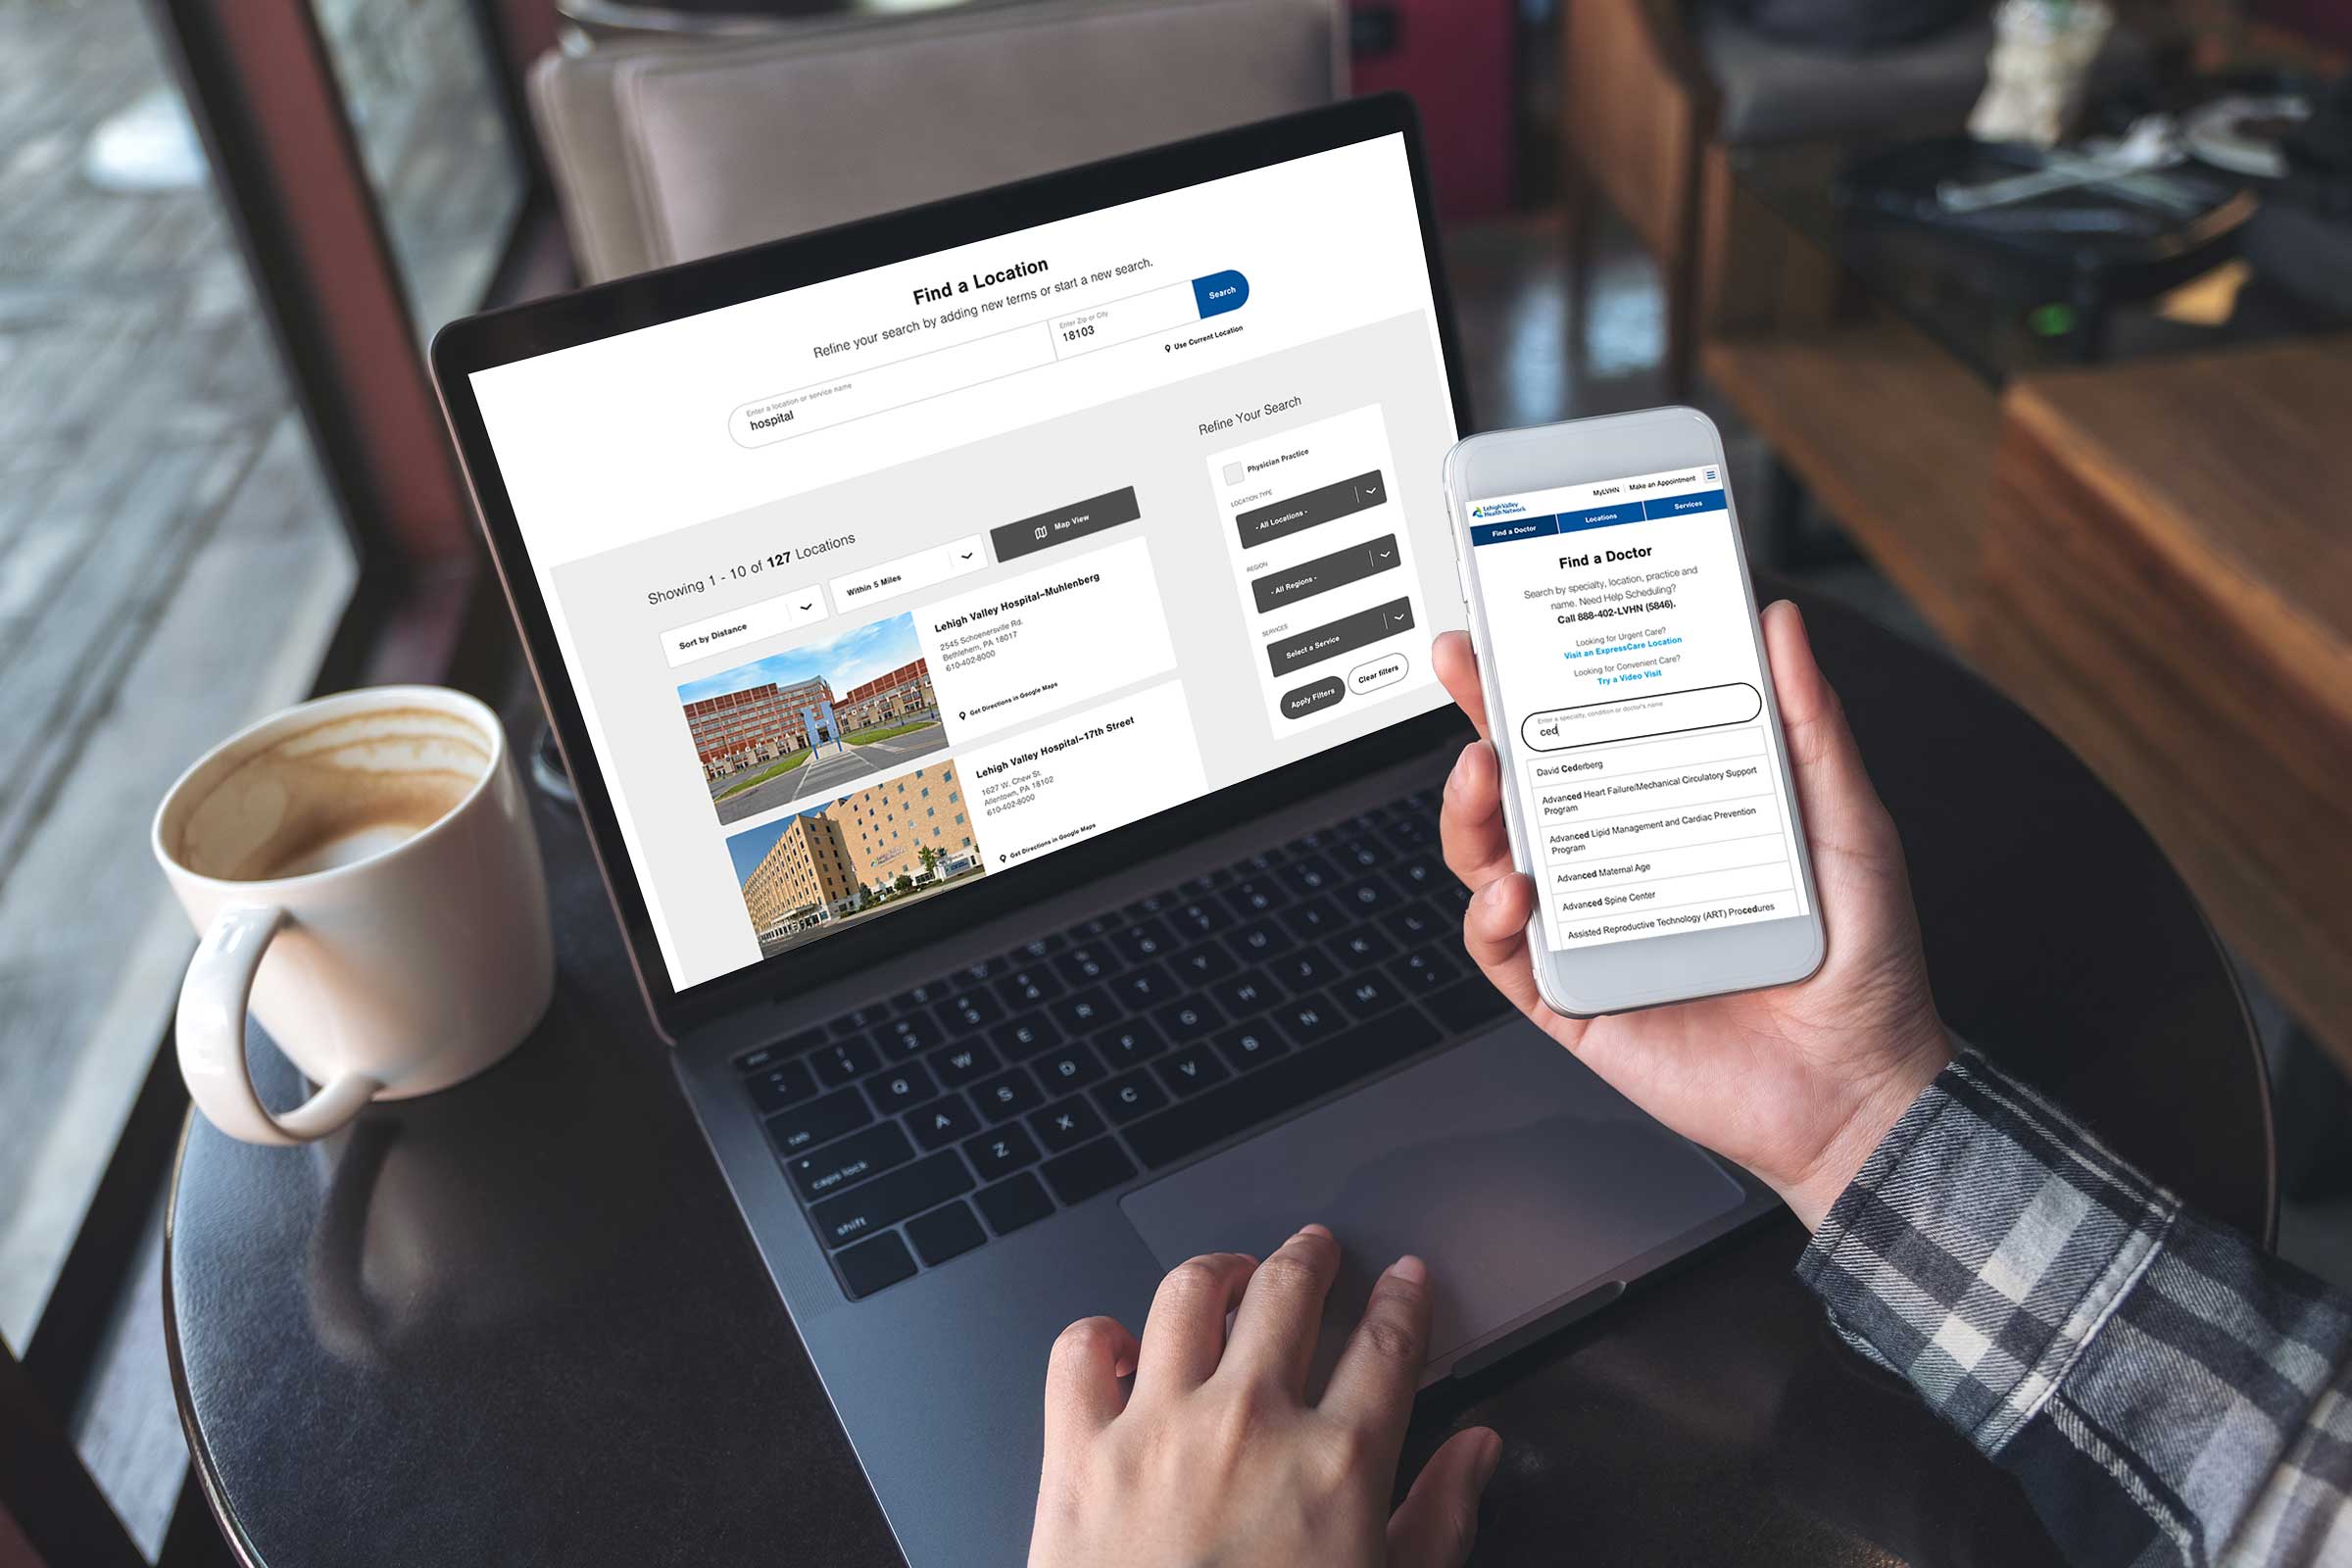 Find a Location
Refine your search by adding new terms or start a new search.
Enter a location or service name
hospital
Enter Zip or City
18103
Search
Use Current Location
Showing 1 - 10 of 127 Locations
Sort by Distance
Within 5 Miles
Map View
Lehigh Valley Hospital–Muhlenberg
2545 Schoenersville Rd.
Bethlehem, PA 18017
610-402-8000
Get Directions in Google Maps
Lehigh Valley Hospital–17th Street
1627 W. Chew St.
Allentown, PA 18102
610-402-8000
Get Directions in Google Maps
Refine Your Search
Physician Practice
LOCATION TYPE
- All Locations -
REGION
- All Regions -
SERVICES
Select a Service
Apply Filters
Clear filters
Lehigh Valley
Health Network
MyLVHN
Make an Appointment
Find a Doctor
Locations
Services
Find a Doctor
Search by specialty, location, practice and
name. Need Help Scheduling?
Call 888-402-LVHN (5846).
Looking for Urgent Care?
Visit an ExpressCare Location
Looking for Convenient Care?
Try a Video Visit
Enter a specialty, condition or doctor's name
ced
David Cederberg
Advanced Heart Failure/Mechanical Circulatory Support
Program
Advanced Lipid Management and Cardiac Prevention
Program
Advanced Maternal Age
Advanced Spine Center
Assisted Reproductive Technology (ART) Procedures
tab
Q W E R T Y U I O P
caps lock
A S D F G H J K L
shift
Z X C V B N M